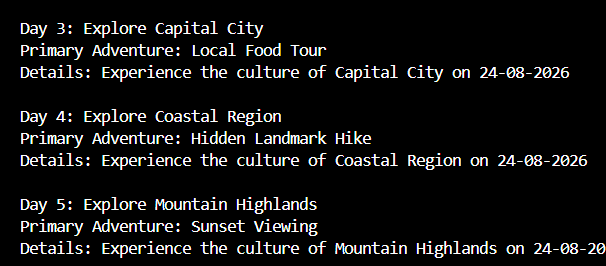 Day 3: Explore Capital City
Primary Adventure: Local Food Tour
Details: Experience the culture of Capital City on 24-08-2026
Day 4: Explore Coastal Region
Primary Adventure: Hidden Landmark Hike
Details: Experience the culture of Coastal Region on 24-08-2026
Day 5: Explore Mountain Highlands
Primary Adventure: Sunset Viewing
Details: Experience the culture of Mountain Highlands on 24-08-20